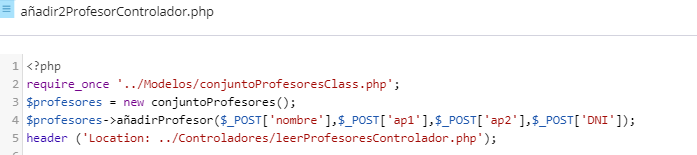 añadir2ProfesorControlador.php
1 <?php
2 require_once '../Modelos/conjuntoProfesoresClass.php';
3 $profesores = new conjuntoProfesores();
4 $profesores->añadirProfesor($_POST['nombre'],$_POST['ap1'],$_POST['ap2'],$_POST['DNI']);
5 header ('Location: ../Controladores/leerProfesoresControlador.php');